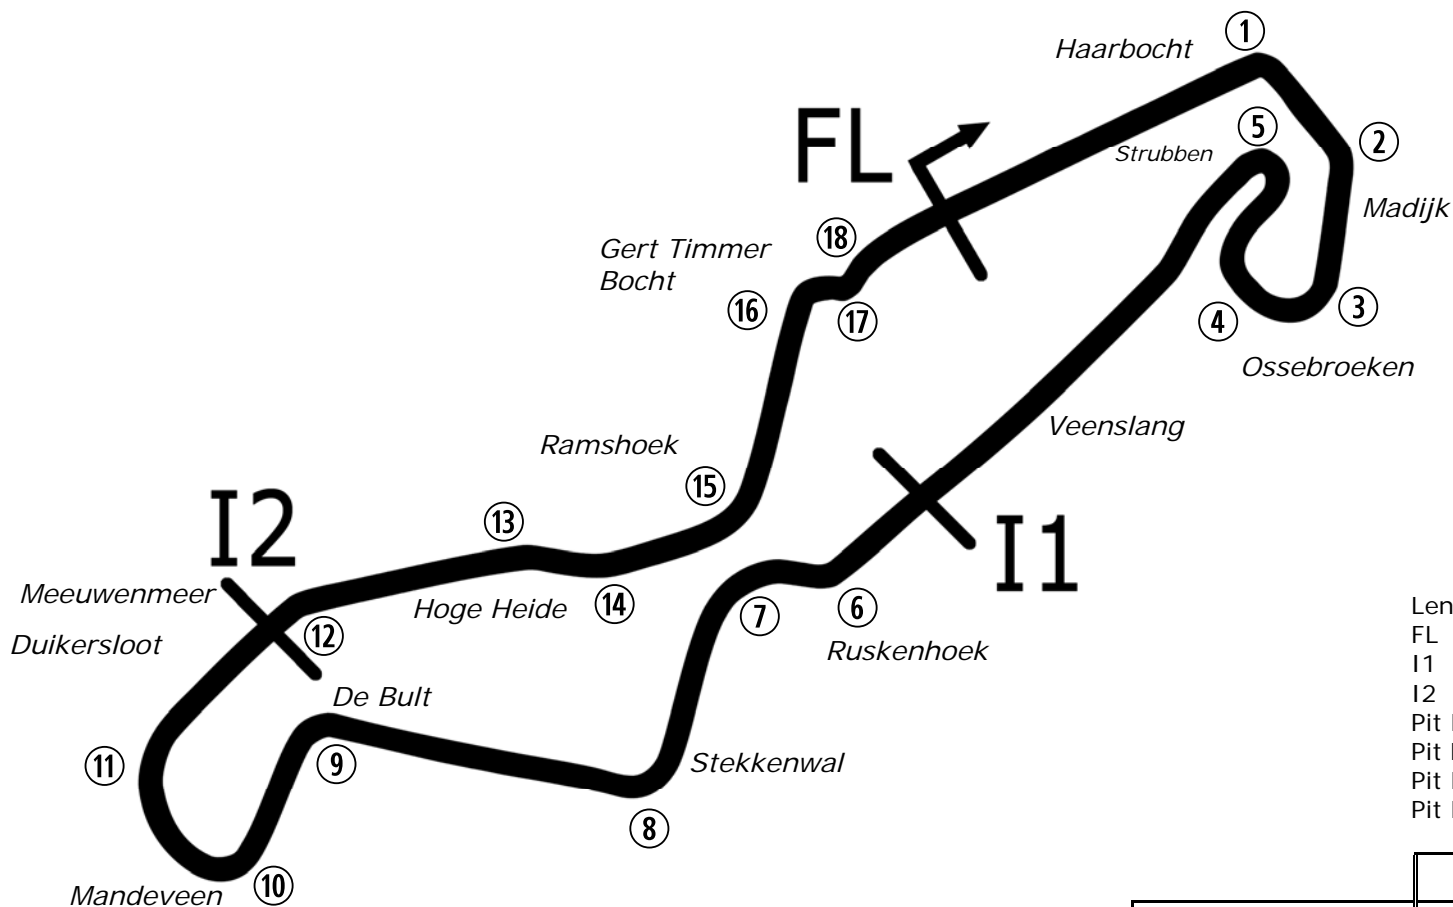 1
Haarbocht
5
FL
Strubben
2
Madijk
18
Gert Timmer
Bocht
16
17
4
3
Ossebroeken
Veenslang
Ramshoek
15
I2
13
I1
Meeuwenmeer
Hoge Heide
14
7
6
Duikersloot
12
Ruskenhoek
De Bult
11
9
Stekkenwal
8
10
Mandeveen
Len
FL
I1
I2
Pit
Pit
Pit
Pit